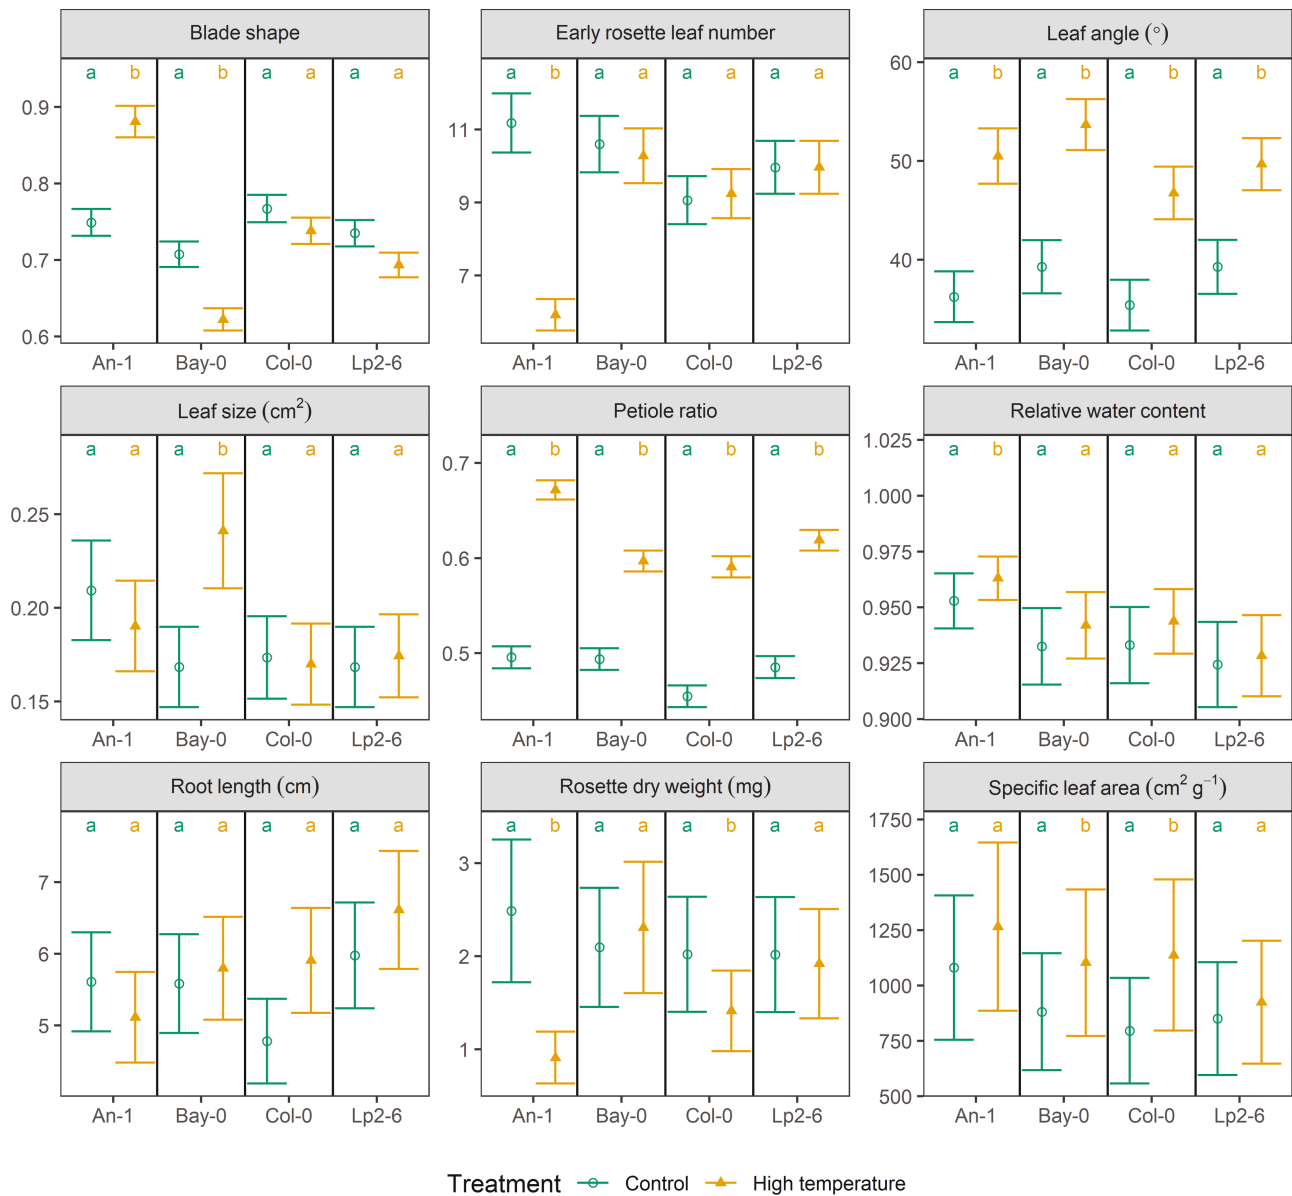 Blade shape Early rosette leaf number Leaf angle (°)
a b a b a a a a a b a a a a a a a b a b a b a b
0.9 0.8 0.7 0.6
11 9 7
60 50 40
An-1 Bay-0 Col-0 Lp2-6 An-1 Bay-0 Col-0 Lp2-6 An-1 Bay-0 Col-0 Lp2-6
Leaf size (cm²) Petiole ratio Relative water content
a a a b a a a a a b a b a b a b a b a a a a a a
0.25 0.20 0.15
0.7 0.6 0.5
1.025 1.000 0.975 0.950 0.925 0.900
An-1 Bay-0 Col-0 Lp2-6 An-1 Bay-0 Col-0 Lp2-6 An-1 Bay-0 Col-0 Lp2-6
Root length (cm) Rosette dry weight (mg) Specific leaf area (cm² g⁻¹)
a a a a a a a a a b a a a b a a a a a b a b a a
7 6 5
3 2 1
1750 1500 1250 1000 750 500
An-1 Bay-0 Col-0 Lp2-6 An-1 Bay-0 Col-0 Lp2-6 An-1 Bay-0 Col-0 Lp2-6
Treatment Control High temperature